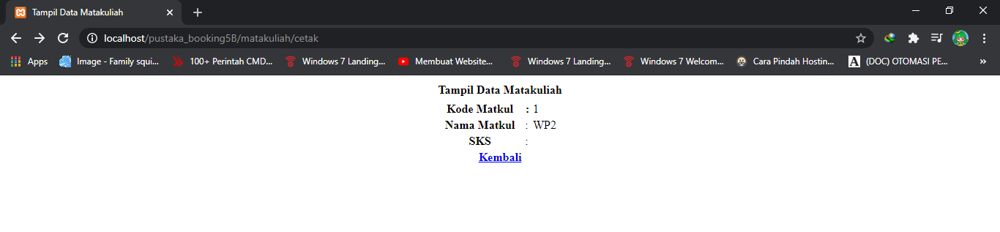 Tampil Data Matakuliah
localhost/pustaka_booking5B/matakuliah/cetak
Apps Image - Family squi... 100+ Perintah CMD... Windows 7 Landing... Membuat Website... Windows 7 Landing... Windows 7 Welcom... Cara Pindah Hostin... A (DOC) OTOMASI PE... »
Tampil Data Matakuliah
Kode Matkul : 1
Nama Matkul : WP2
SKS :
Kembali